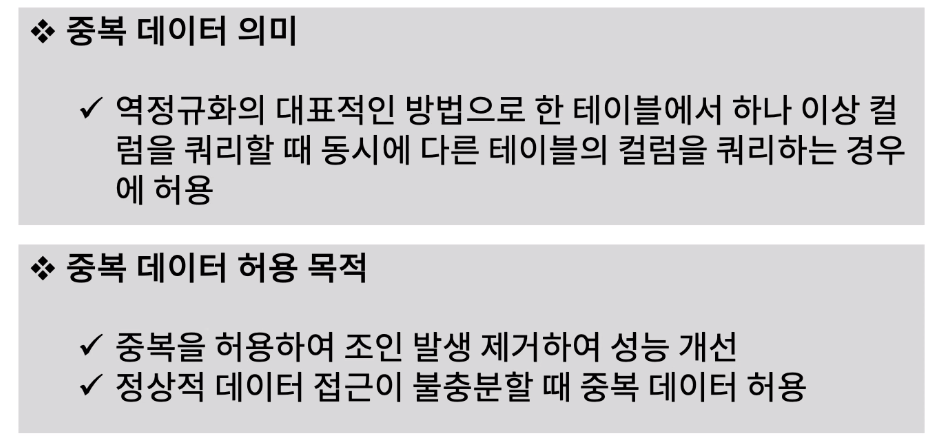 ❖ 중복 데이터 의미
✓ 역정규화의 대표적인 방법으로 한 테이블에서 하나 이상 컬
럼을 쿼리할 때 동시에 다른 테이블의 컬럼을 쿼리하는 경우
에 허용
❖ 중복 데이터 허용 목적
✓ 중복을 허용하여 조인 발생 제거하여 성능 개선
✓ 정상적 데이터 접근이 불충분할 때 중복 데이터 허용